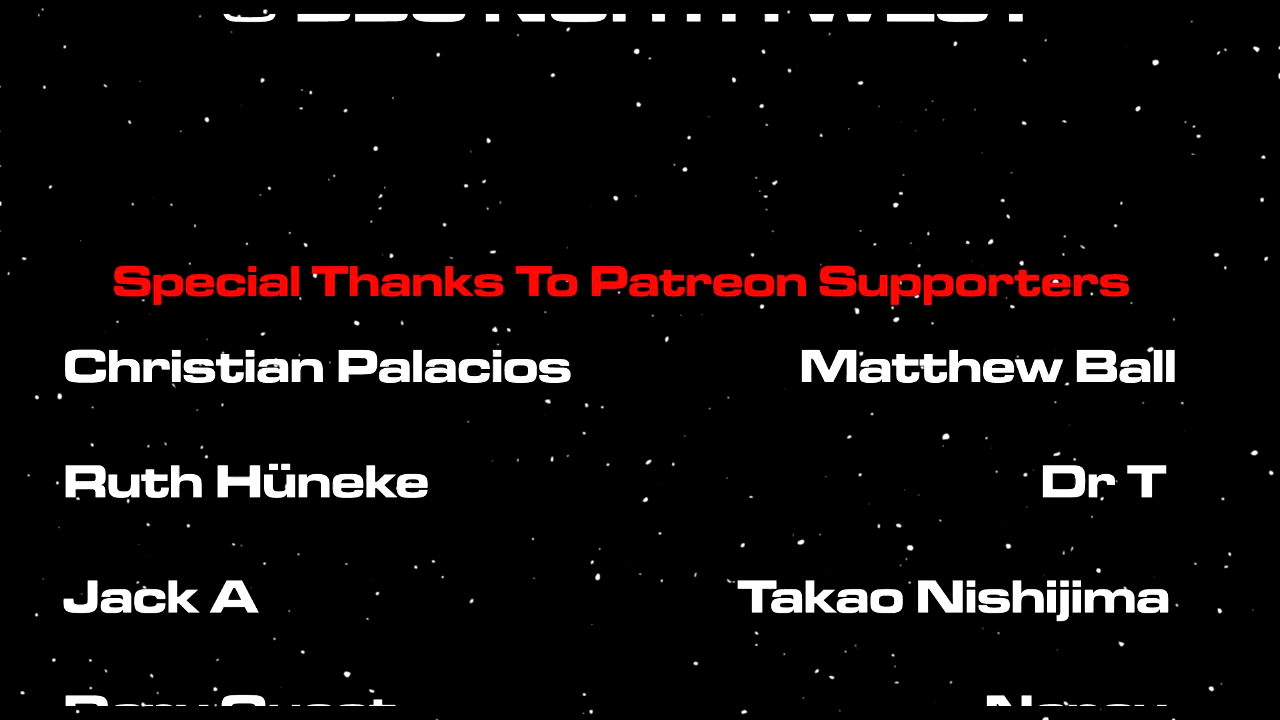 Special Thanks To Patreon Supporters
Christian Palacios Matthew Ball
Ruth Hüneke Dr T
Jack A Takao Nishijima